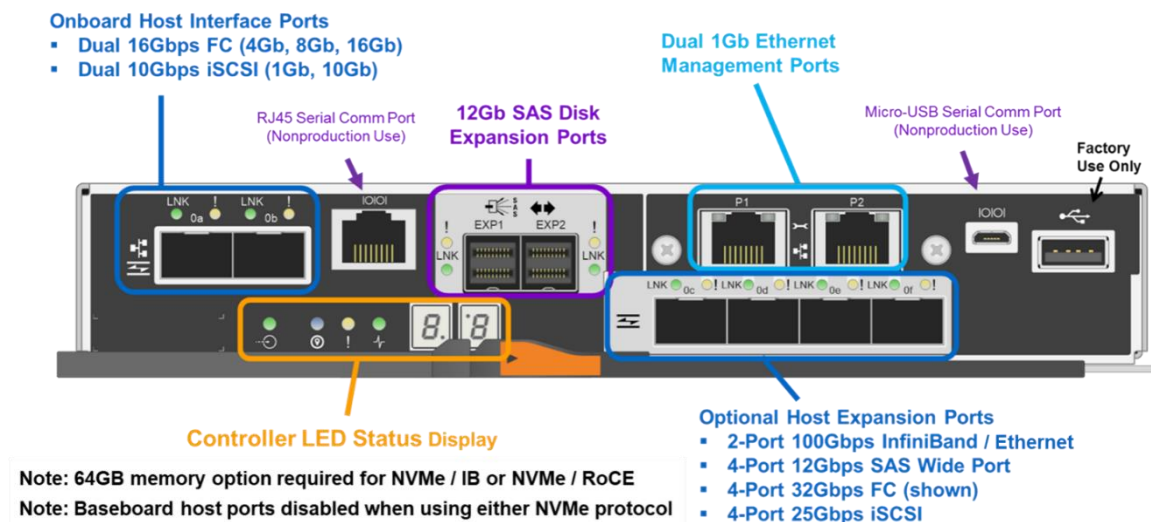 Onboard Host Interface Ports
▪ Dual 16Gbps FC (4Gb, 8Gb, 16Gb)
▪ Dual 10Gbps iSCSI (1Gb, 10Gb)
RJ45 Serial Comm Port
(Nonproduction Use)
12Gb SAS Disk
Expansion Ports
Dual 1Gb Ethernet
Management Ports
Micro-USB Serial Comm Port
(Nonproduction Use)
Factory
Use Only
LNK ! LNK !
0a 0b
IOIOI
SAS
EXP1 EXP2
! LNK
! LNK
P1 P2
IOIOI
LNK 0c ! LNK 0d ! LNK 0e ! LNK 0f !
!
8. .8
Controller LED Status Display
Optional Host Expansion Ports
▪ 2-Port 100Gbps InfiniBand / Ethernet
▪ 4-Port 12Gbps SAS Wide Port
▪ 4-Port 32Gbps FC (shown)
▪ 4-Port 25Gbps iSCSI
Note: 64GB memory option required for NVMe / IB or NVMe / RoCE
Note: Baseboard host ports disabled when using either NVMe protocol